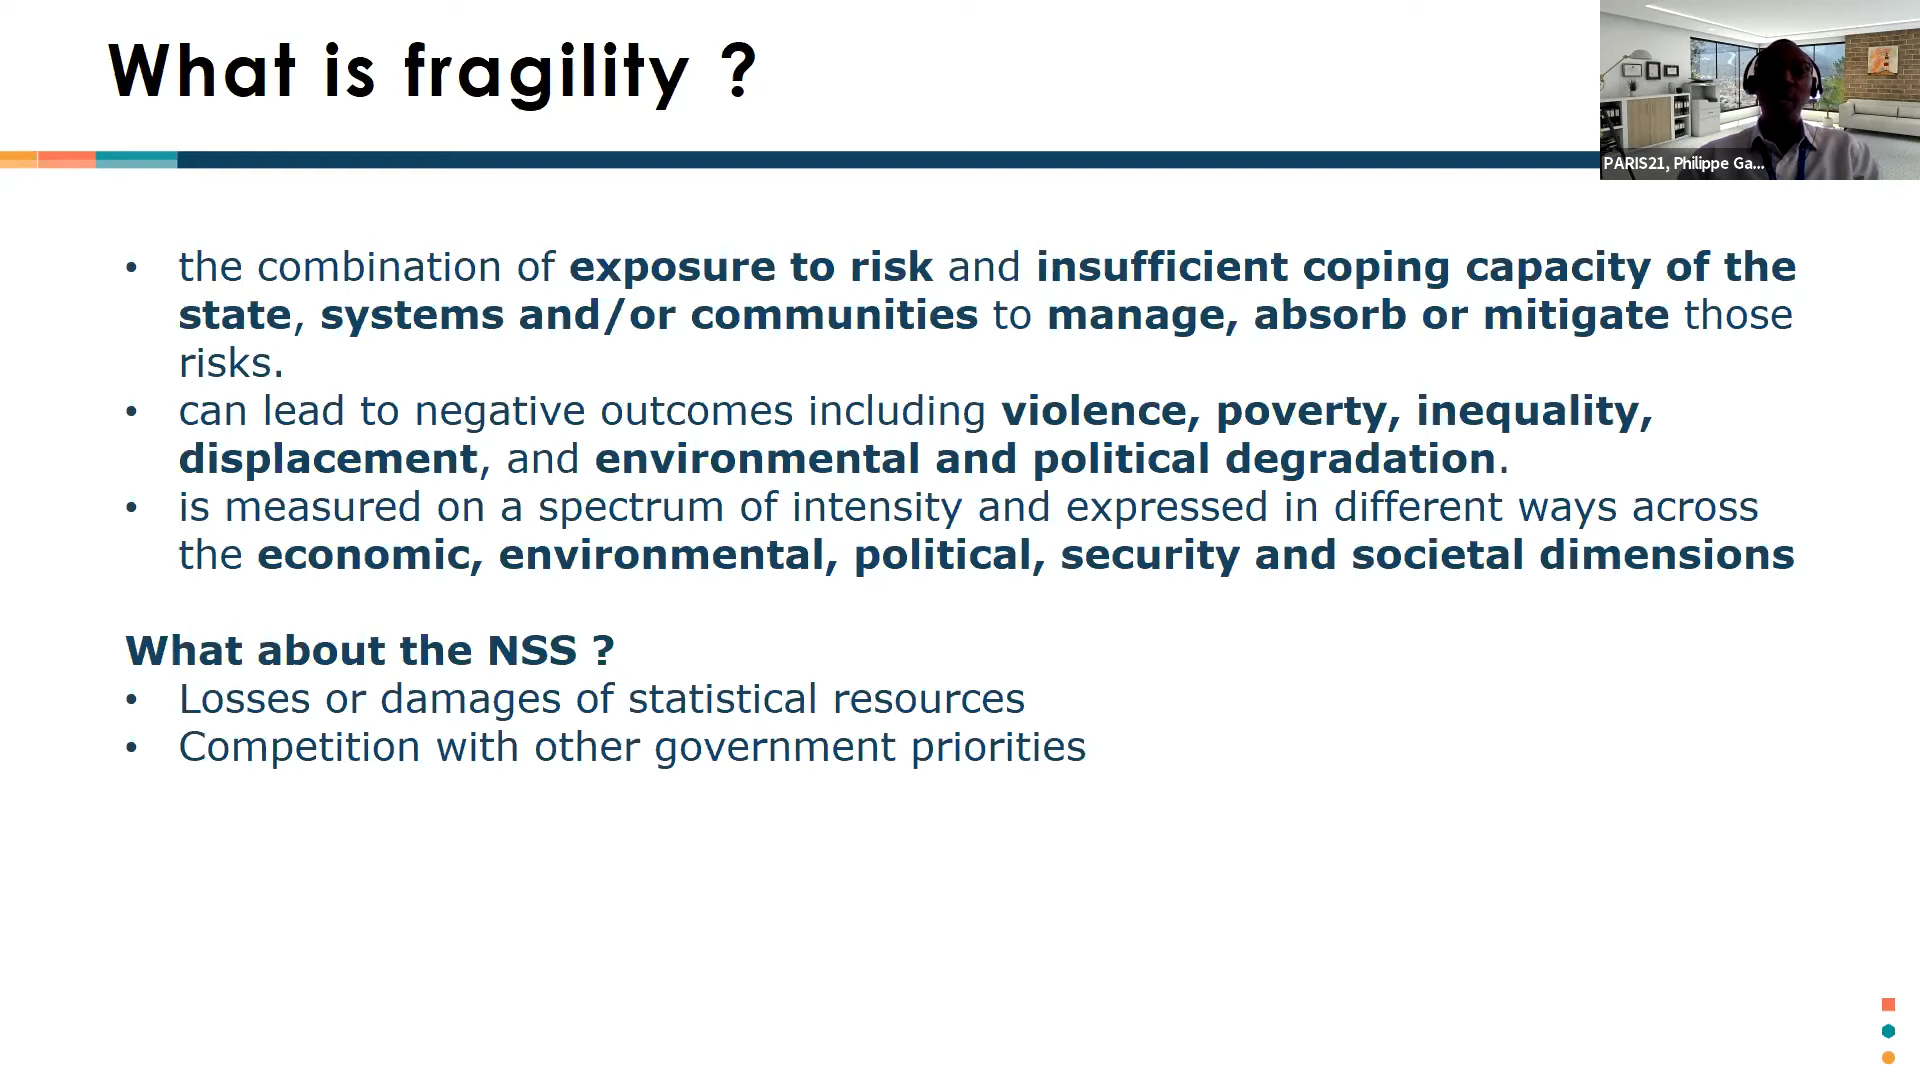 What is fragility ?
PARIS21, Philippe Ga...
• the combination of exposure to risk and insufficient coping capacity of the
state, systems and/or communities to manage, absorb or mitigate those
risks.
• can lead to negative outcomes including violence, poverty, inequality,
displacement, and environmental and political degradation.
• is measured on a spectrum of intensity and expressed in different ways across
the economic, environmental, political, security and societal dimensions
What about the NSS ?
• Losses or damages of statistical resources
• Competition with other government priorities